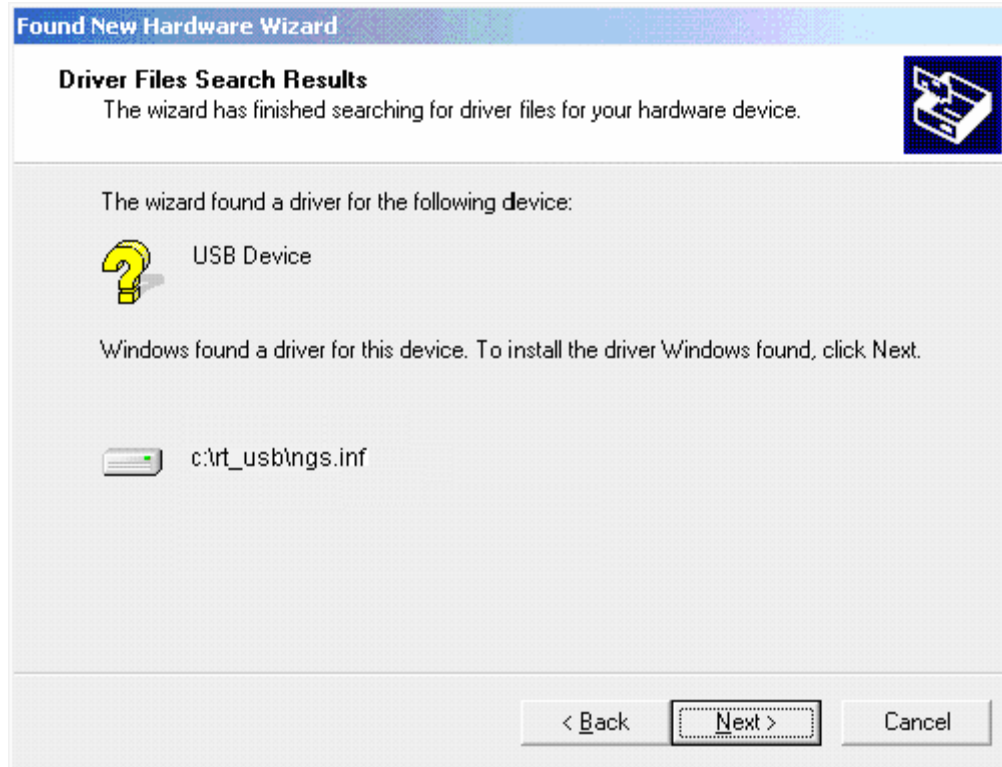 Found New Hardware Wizard
Driver Files Search Results
The wizard has finished searching for driver files for your hardware device.
The wizard found a driver for the following device:
USB Device
Windows found a driver for this device. To install the driver Windows found, click Next.
c:\rt_usb\ngs.inf
< Back Next > Cancel